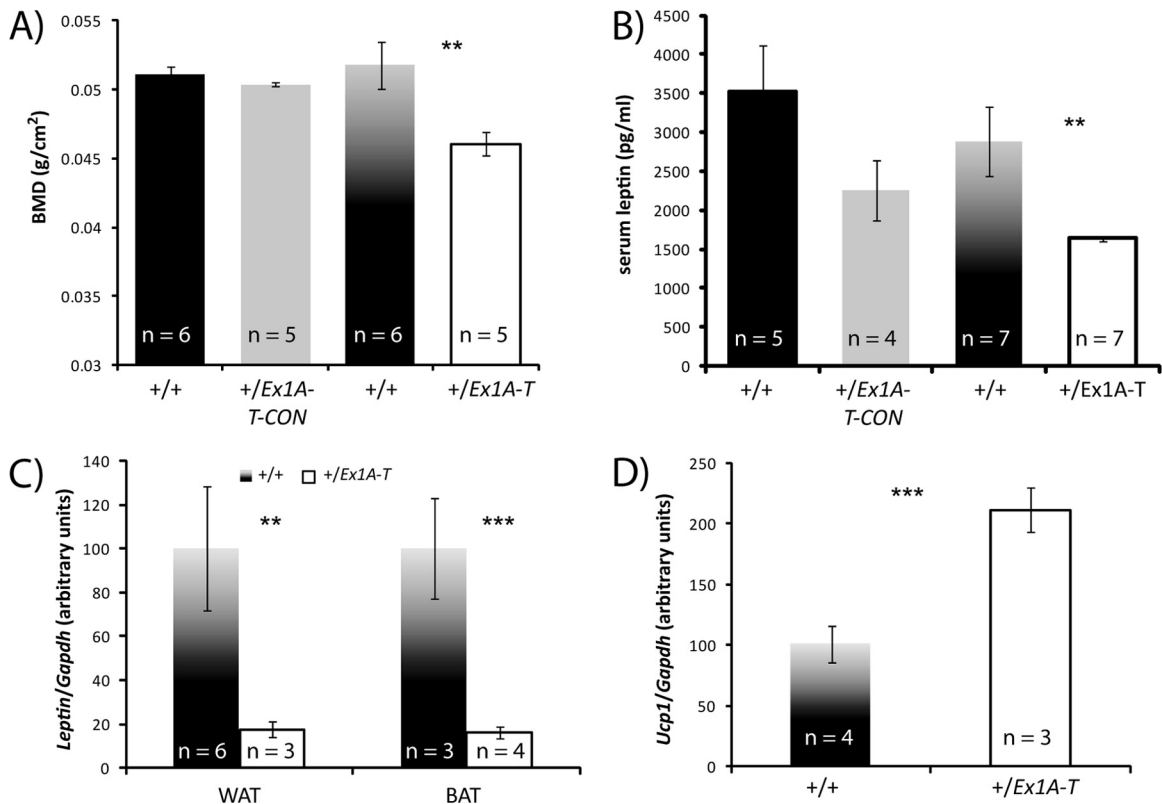 A)
BMD (g/cm²)
0.055
0.05
0.045
0.04
0.035
0.03
**
n = 6
n = 5
n = 6
n = 5
+/+
+/Ex1A-
T-CON
+/+
+/Ex1A-T
B)
serum leptin (pg/ml)
4500
4000
3500
3000
2500
2000
1500
1000
500
0
**
n = 5
n = 4
n = 7
n = 7
+/+
+/Ex1A-
T-CON
+/+
+/Ex1A-T
C)
Leptin/Gapdh (arbitrary units)
140
120
100
80
60
40
20
0
+/+
+/Ex1A-T
**
***
n = 6
n = 3
n = 3
n = 4
WAT
BAT
D)
Ucp1/Gapdh (arbitrary units)
250
200
150
100
50
0
***
n = 4
n = 3
+/+
+/Ex1A-T